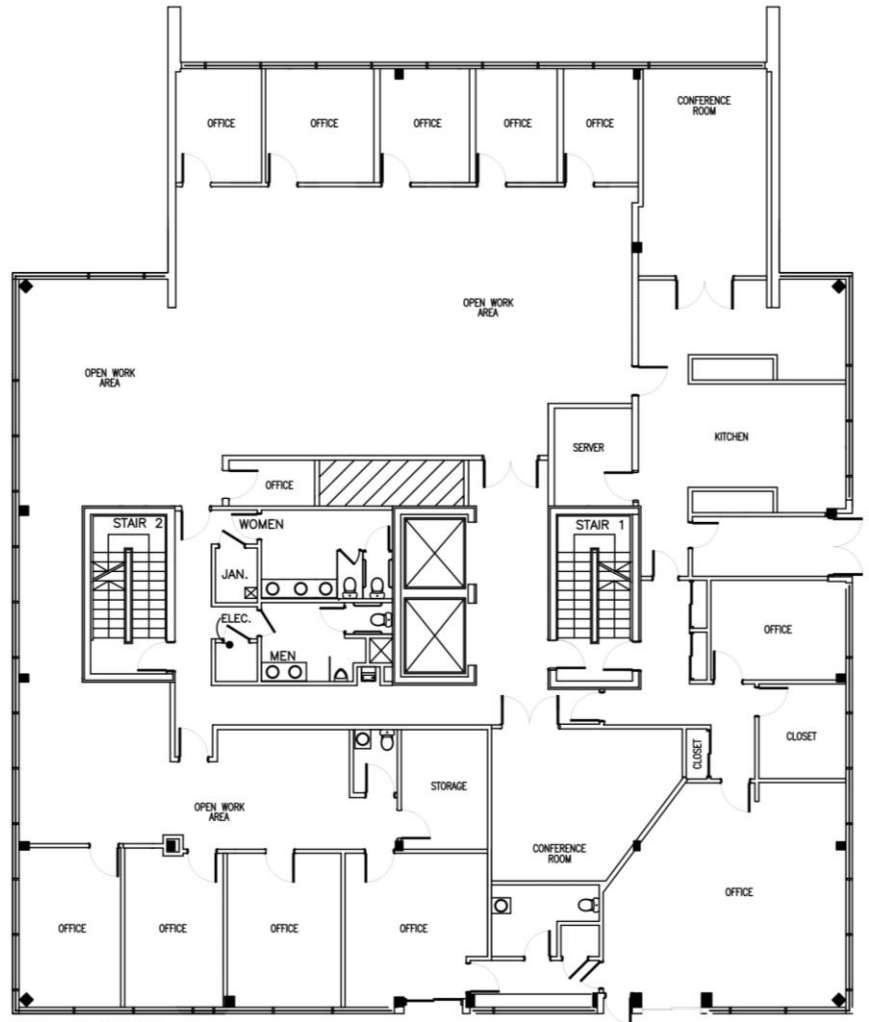 OFFICE
OFFICE
OFFICE
OFFICE
OFFICE
CONFERENCE
ROOM
OPEN WORK
AREA
OPEN WORK
AREA
SERVER
KITCHEN
OFFICE
STAIR 2
WOMEN
STAIR 1
JAN.
ELEC.
MEN
OFFICE
CLOSET
CLOSET
STORAGE
OPEN WORK
AREA
CONFERENCE
ROOM
OFFICE
OFFICE
OFFICE
OFFICE
OFFICE